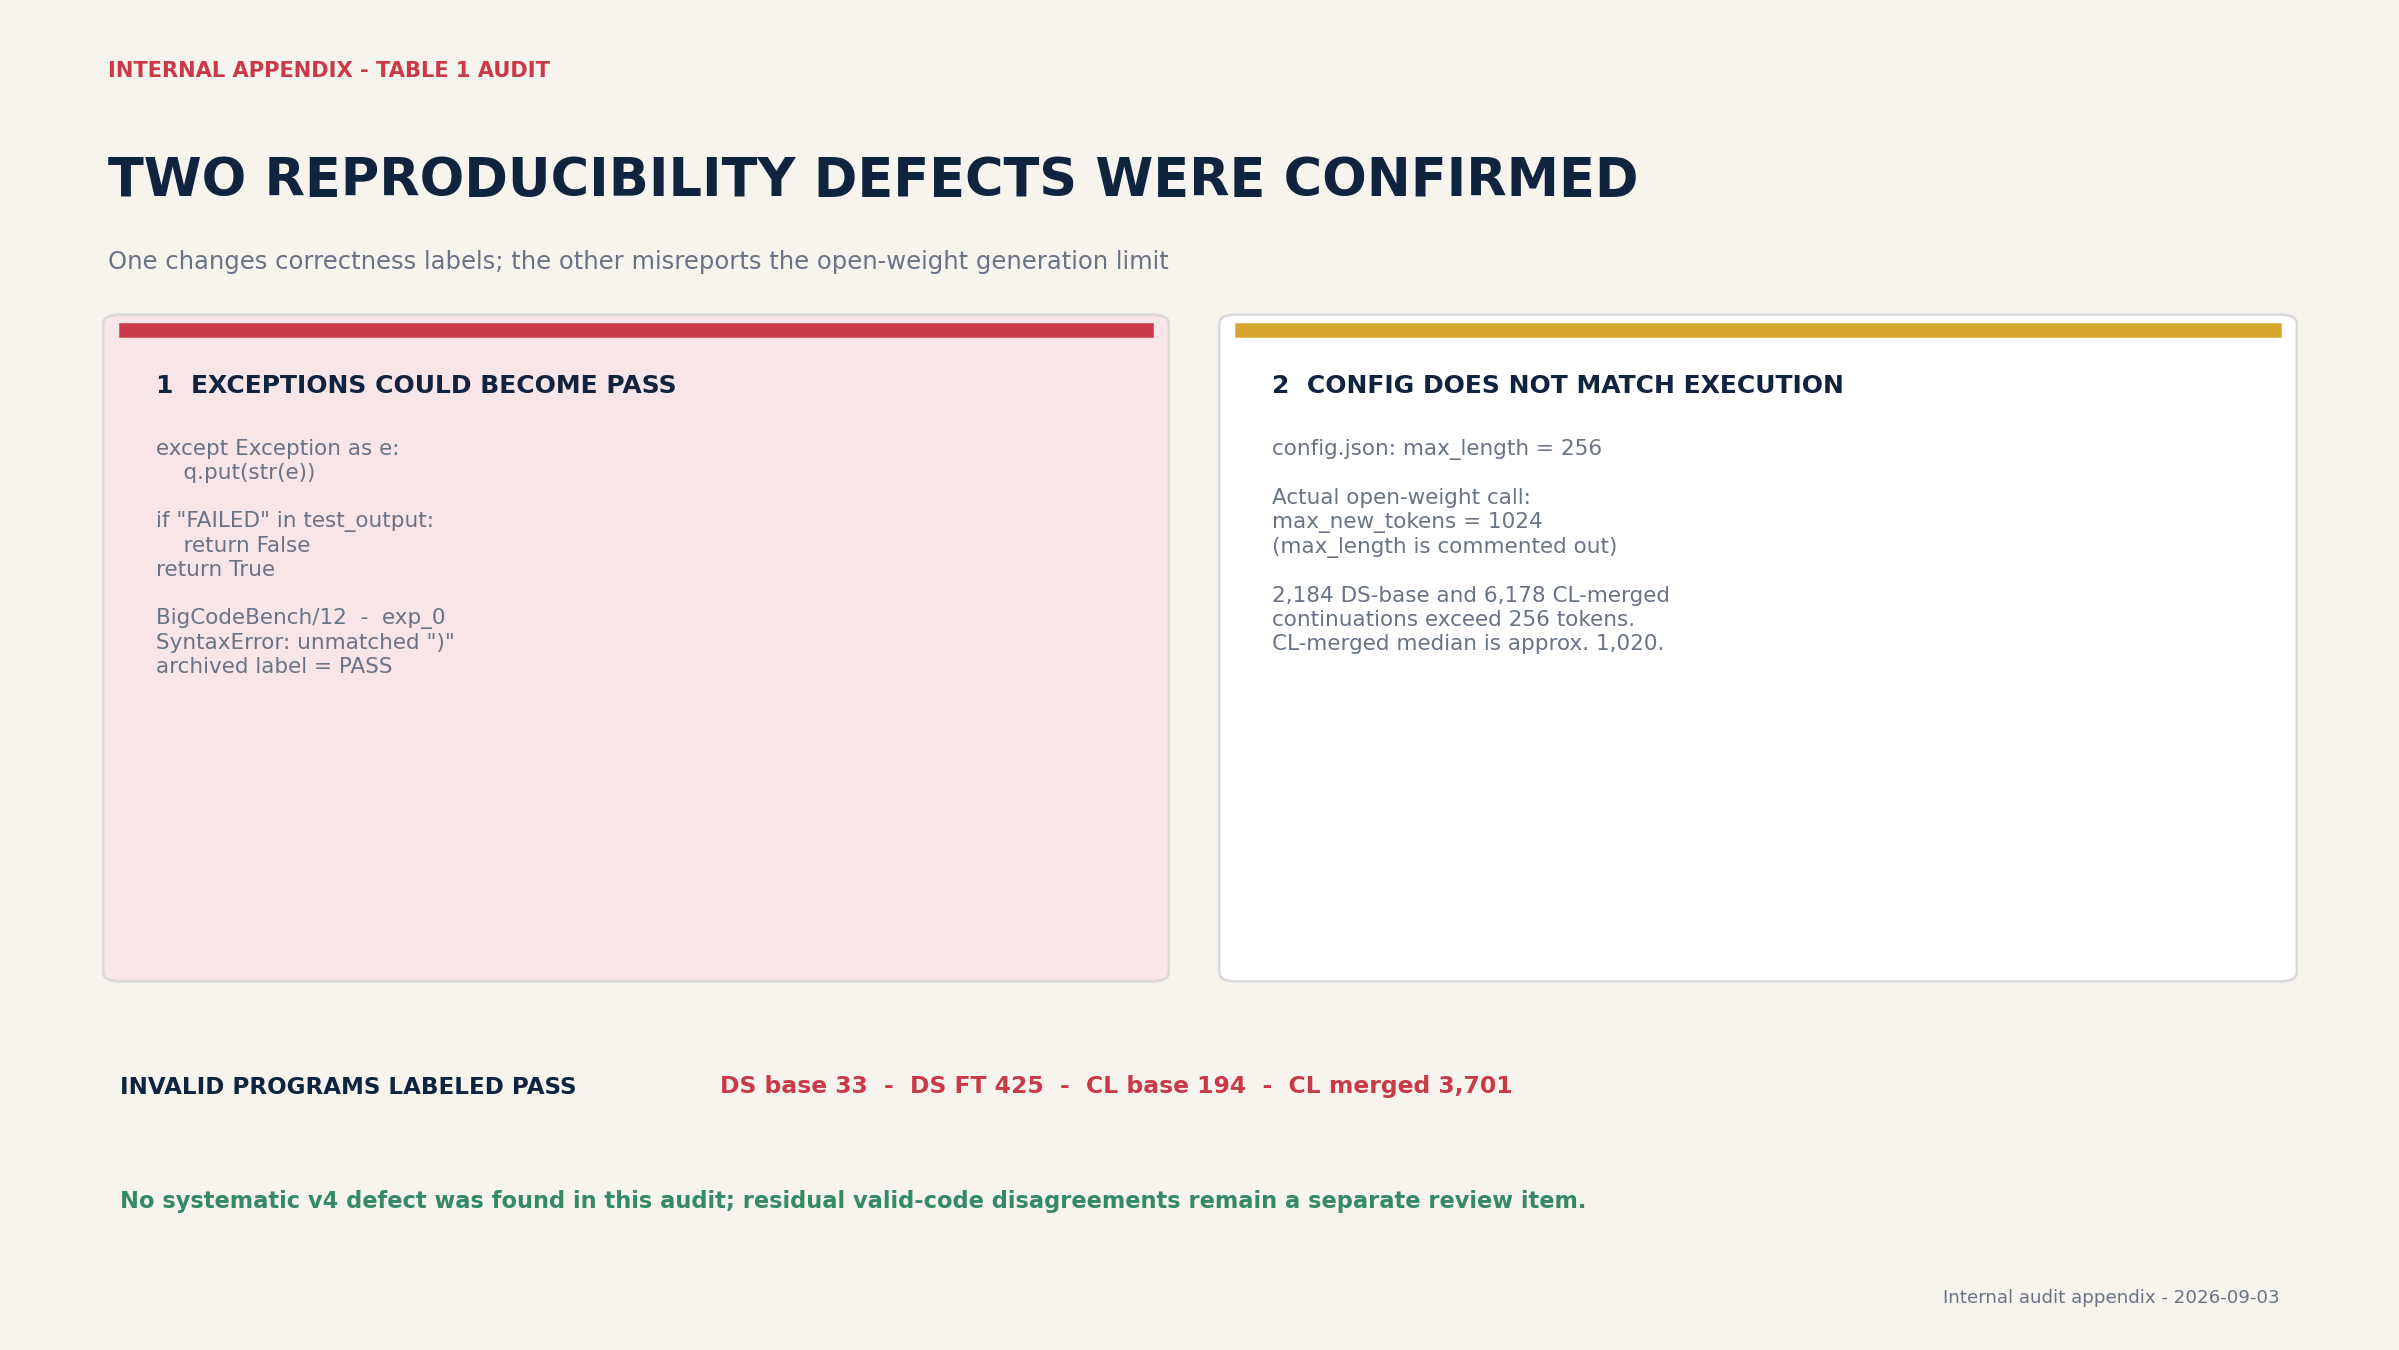 INTERNAL APPENDIX - TABLE 1 AUDIT
TWO REPRODUCIBILITY DEFECTS WERE CONFIRMED
One changes correctness labels; the other misreports the open-weight generation limit
1  EXCEPTIONS COULD BECOME PASS
except Exception as e:
    q.put(str(e))
if "FAILED" in test_output:
    return False
return True
BigCodeBench/12  -  exp_0
SyntaxError: unmatched ")"
archived label = PASS
2  CONFIG DOES NOT MATCH EXECUTION
config.json: max_length = 256
Actual open-weight call:
max_new_tokens = 1024
(max_length is commented out)
2,184 DS-base and 6,178 CL-merged
continuations exceed 256 tokens.
CL-merged median is approx. 1,020.
INVALID PROGRAMS LABELED PASS
DS base 33  -  DS FT 425  -  CL base 194  -  CL merged 3,701
No systematic v4 defect was found in this audit; residual valid-code disagreements remain a separate review item.
Internal audit appendix - 2026-09-03